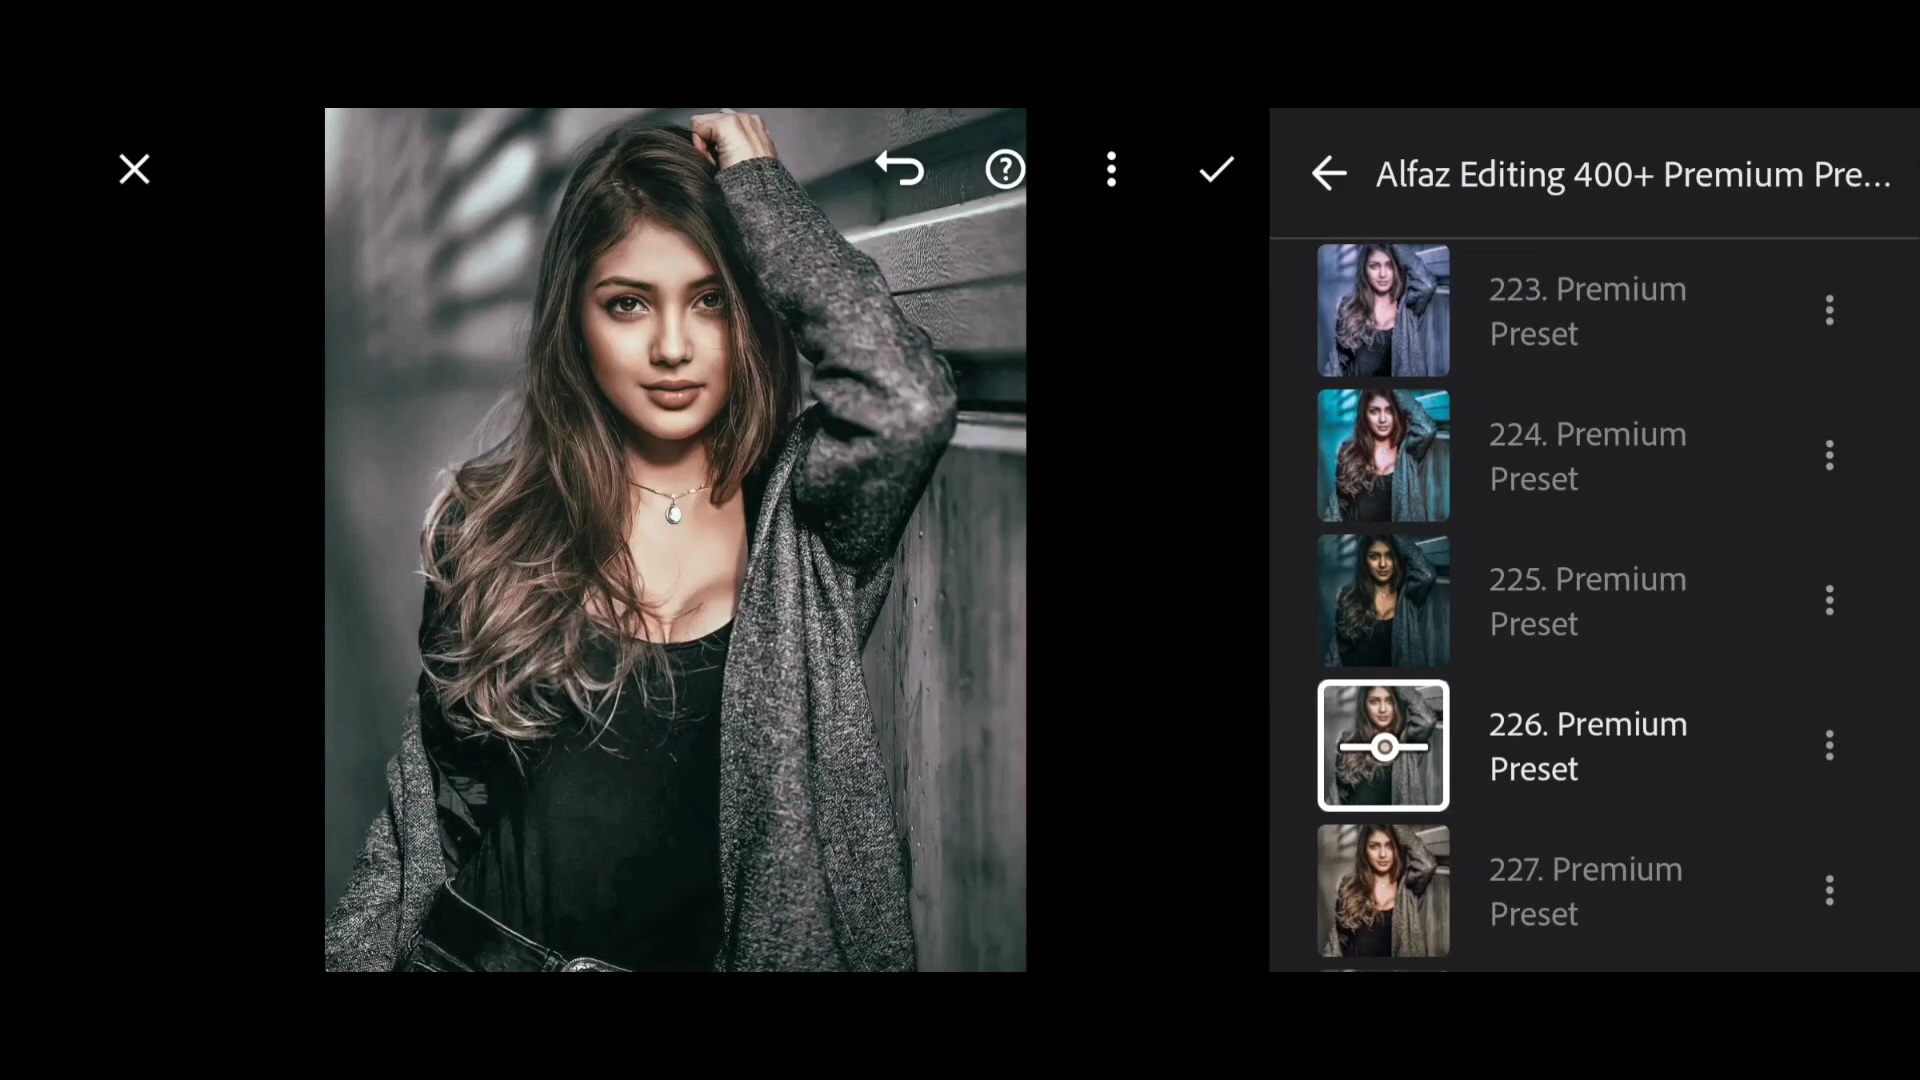 Alfaz Editing 400+ Premium Pre...
223. Premium
Preset
224. Premium
Preset
225. Premium
Preset
226. Premium
Preset
227. Premium
Preset